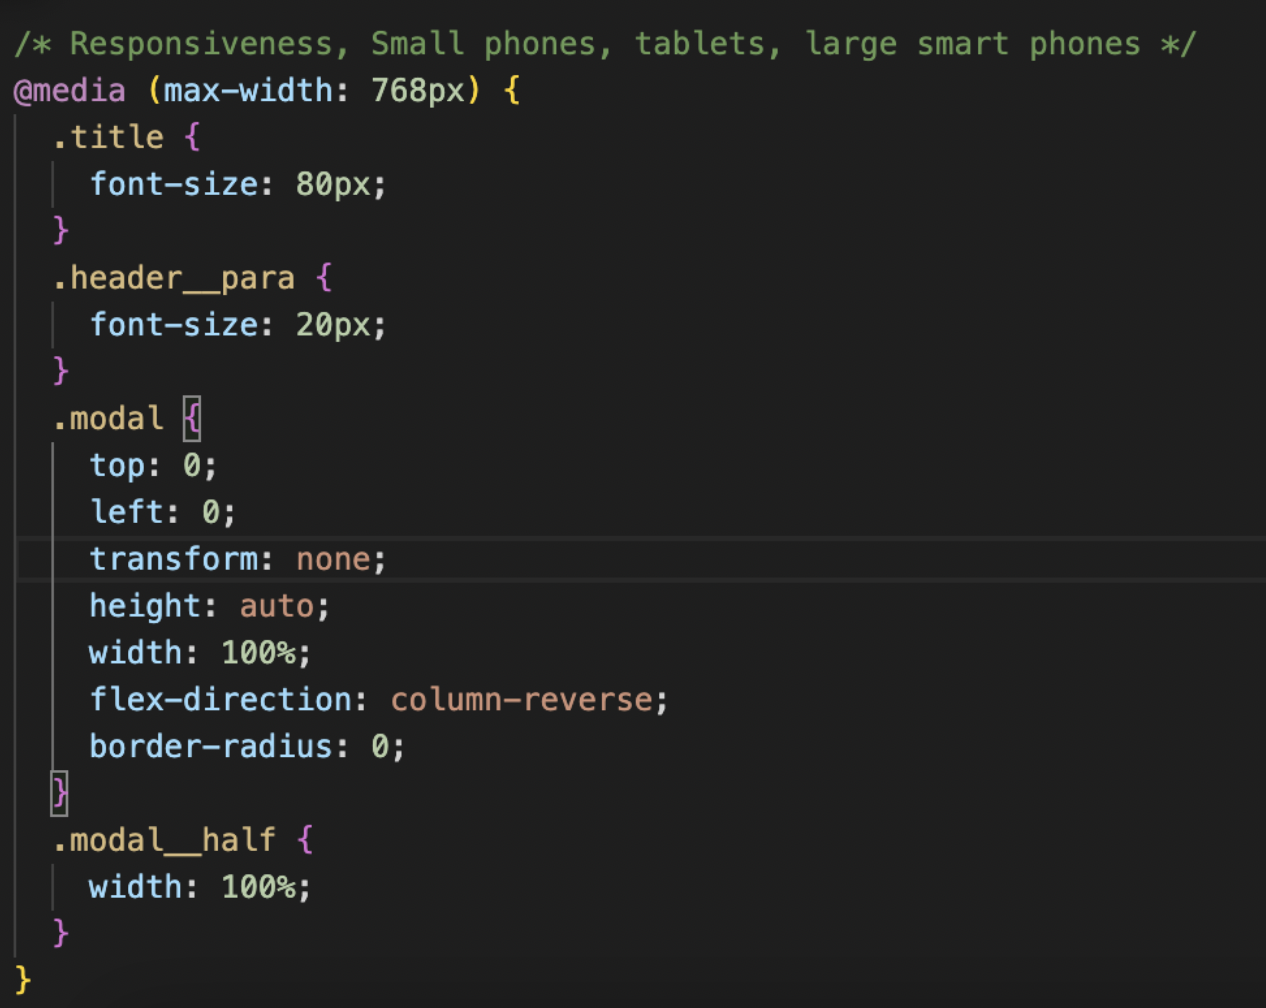 /* Responsiveness, Small phones, tablets, large smart phones */
@media (max-width: 768px) {
  .title {
    font-size: 80px;
  }
  .header__para {
    font-size: 20px;
  }
  .modal {
    top: 0;
    left: 0;
    transform: none;
    height: auto;
    width: 100%;
    flex-direction: column-reverse;
    border-radius: 0;
  }
  .modal__half {
    width: 100%;
  }
}